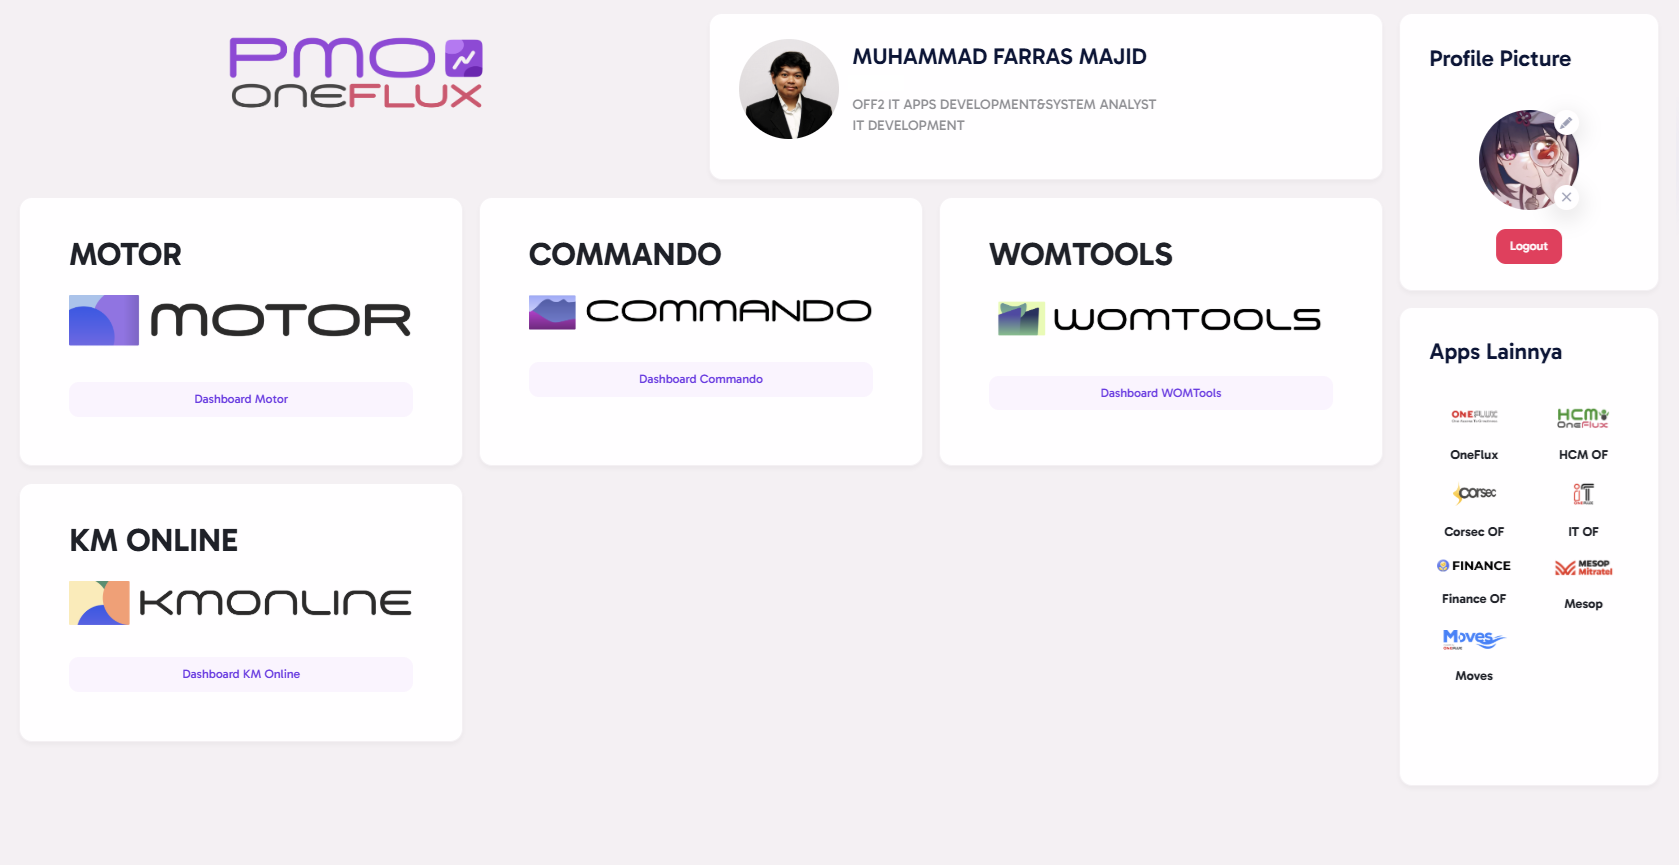 PMO
ONEFLUX
MUHAMMAD FARRAS MAJID
OFF2 IT APPS DEVELOPMENT&SYSTEM ANALYST
IT DEVELOPMENT
Profile Picture
Logout
MOTOR
MOTOR
Dashboard Motor
COMMANDO
COMMANDO
Dashboard Commando
WOMTOOLS
WOMTOOLS
Dashboard WOMTools
KM ONLINE
KMONLINE
Dashboard KM Online
Apps Lainnya
ONEFLUX
OneFlux
HCM
OneFlux
HCM OF
Corsec
Corsec OF
iT
ONEFLUX
IT OF
FINANCE
Finance OF
MESOP
Mitratel
Mesop
Moves
ONEFLUX
Moves